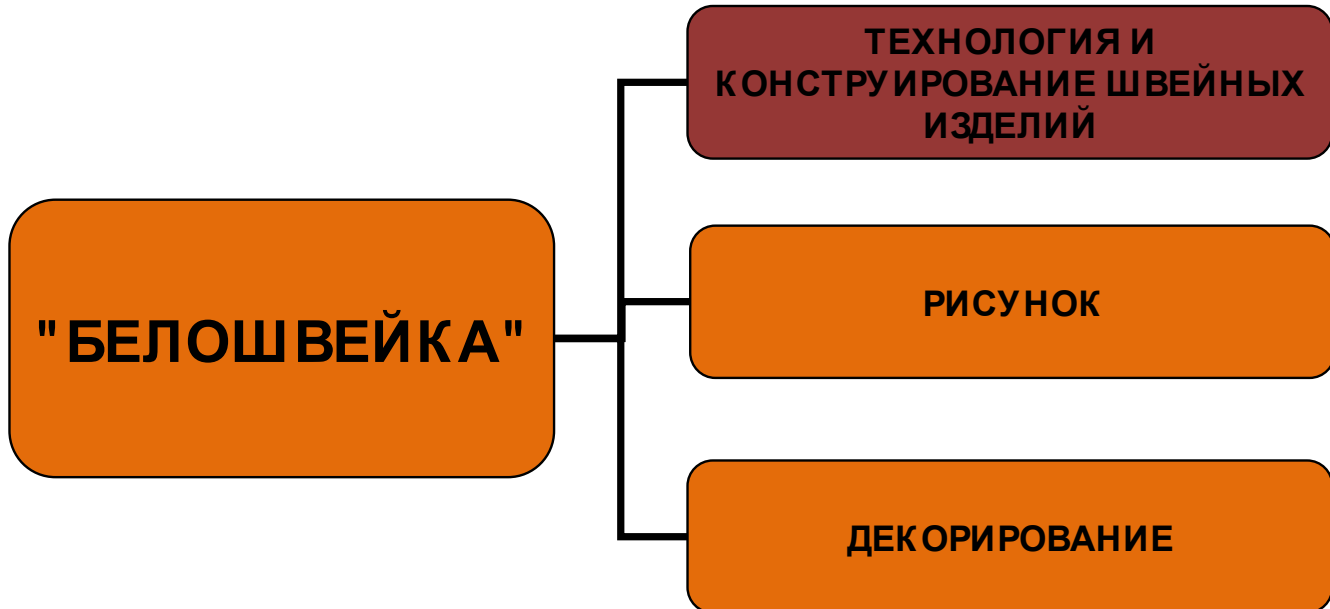 "БЕЛОШВЕЙКА"
ТЕХНОЛОГИЯ И
КОНСТРУИРОВАНИЕ ШВЕЙНЫХ
ИЗДЕЛИЙ
РИСУНОК
ДЕКОРИРОВАНИЕ